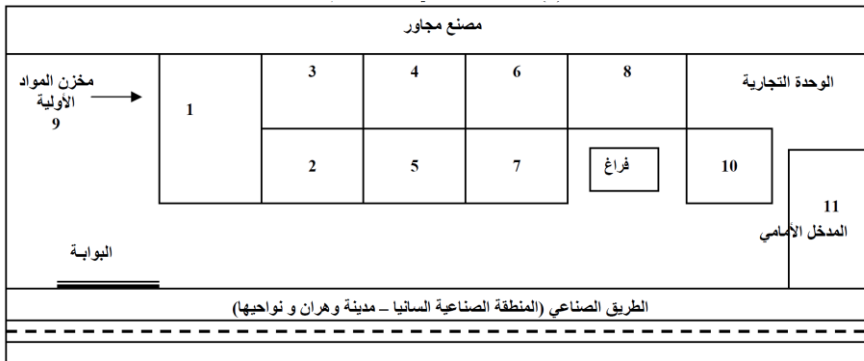 مصنع مجاور
مخزن المواد
الأولية
9
1
3
4
6
8
الوحدة التجارية
2
5
7
فراغ
10
11
المدخل الأمامي
البوابـة
الطريق الصناعي (المنطقة الصناعية السانيا – مدينة وهران و نواحيها)